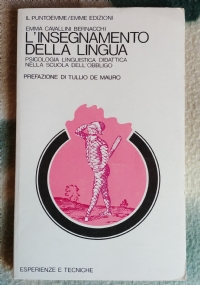 IL PUNTOEMME/EMME EDIZIONI
EMMA CAVALLINI BERNACCHI
L'INSEGNAMENTO
DELLA LINGUA
PSICOLOGIA LINGUISTICA DIDATTICA
NELLA SCUOLA DELL'OBBLIGO
PREFAZIONE DI TULLIO DE MAURO
ESPERIENZE E TECNICHE